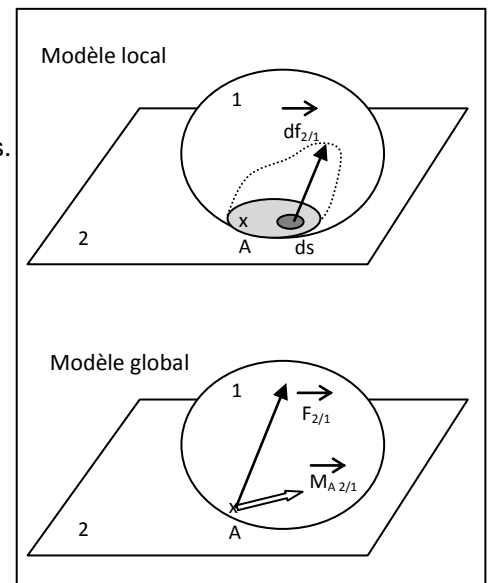 Modèle local
1
df2/1
s.
x
2
A ds
Modèle global
1
F2/1
MA 2/1
x
2
A